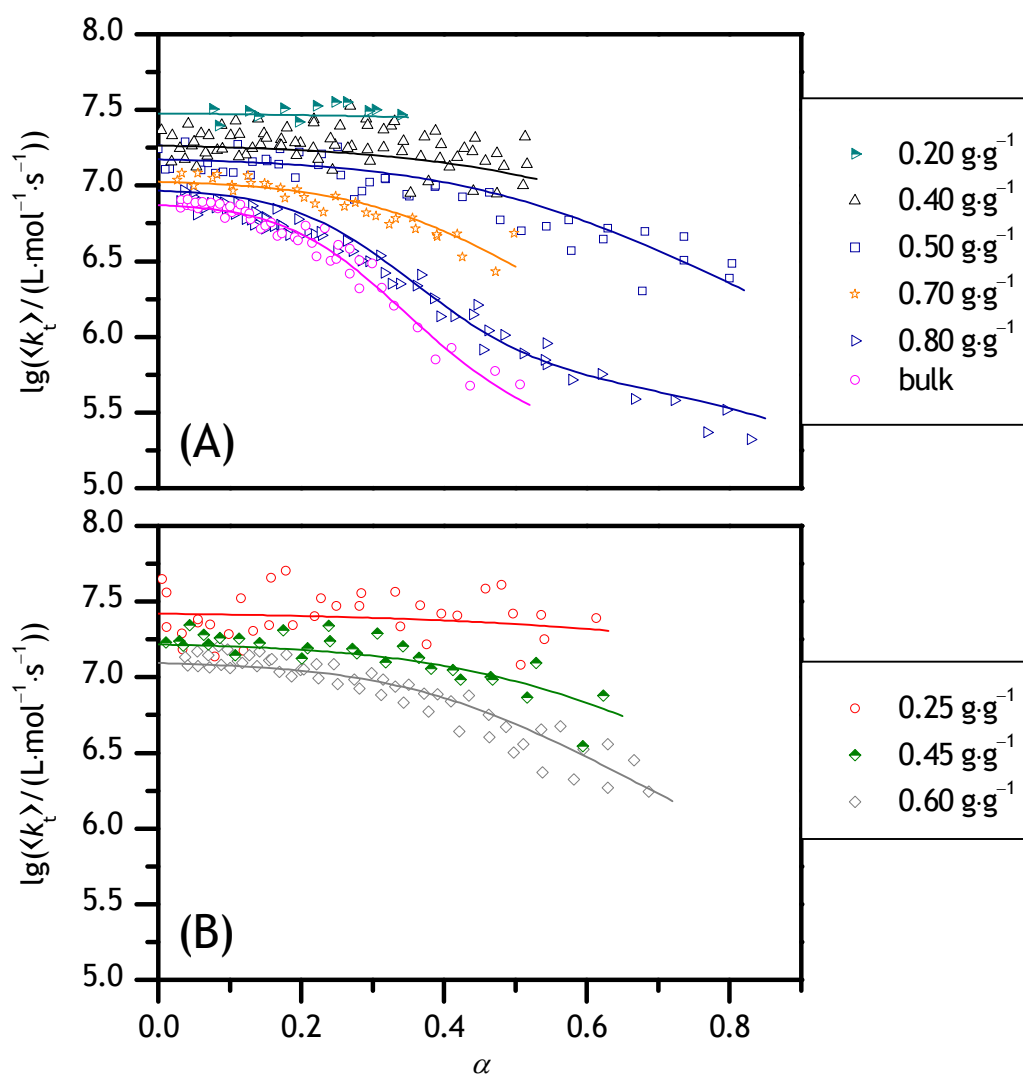 8.0
7.5
7.0
6.5
6.0
5.5
5.0
lg(⟨k_t⟩/(L·mol⁻¹·s⁻¹))
(A)
0.20 g·g⁻¹
0.40 g·g⁻¹
0.50 g·g⁻¹
0.70 g·g⁻¹
0.80 g·g⁻¹
bulk
8.0
7.5
7.0
6.5
6.0
5.5
5.0
lg(⟨k_t⟩/(L·mol⁻¹·s⁻¹))
(B)
0.25 g·g⁻¹
0.45 g·g⁻¹
0.60 g·g⁻¹
0.0 0.2 0.4 0.6 0.8
α